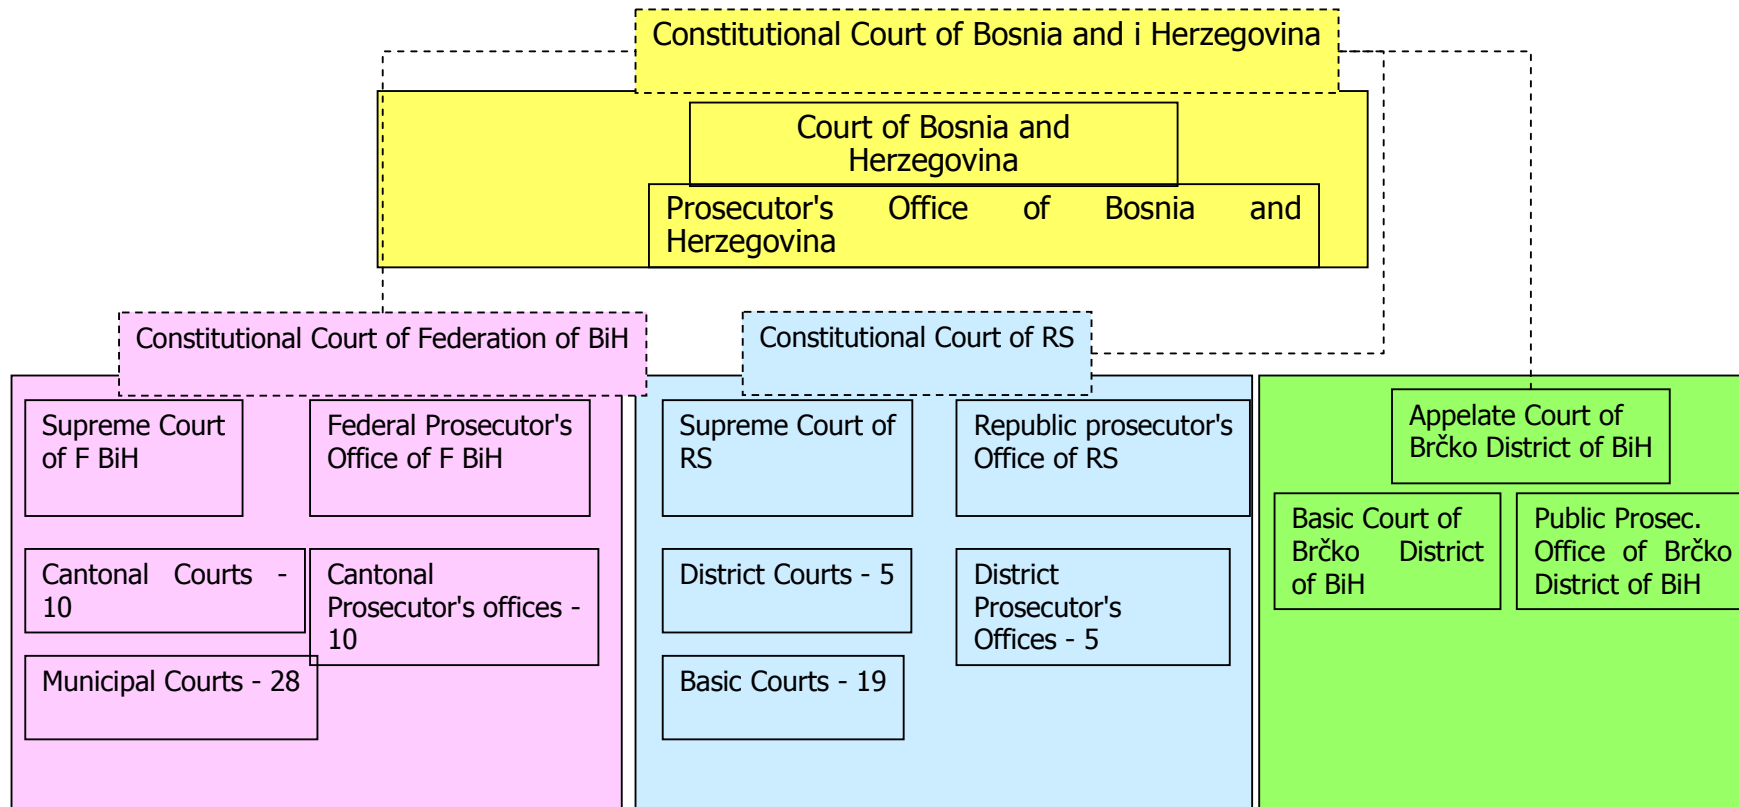 Constitutional Court of Bosnia and i Herzegovina
Court of Bosnia and
Herzegovina
Prosecutor's Office of Bosnia and
Herzegovina
Constitutional Court of Federation of BiH
Constitutional Court of RS
Supreme Court
of F BiH
Federal Prosecutor's
Office of F BiH
Cantonal Courts -
10
Cantonal
Prosecutor's offices -
10
Municipal Courts - 28
Supreme Court of
RS
Republic prosecutor's
Office of RS
District Courts - 5
District
Prosecutor's
Offices - 5
Basic Courts - 19
Appelate Court of
Brčko District of BiH
Basic Court of
Brčko District
of BiH
Public Prosec.
Office of Brčko
District of BiH